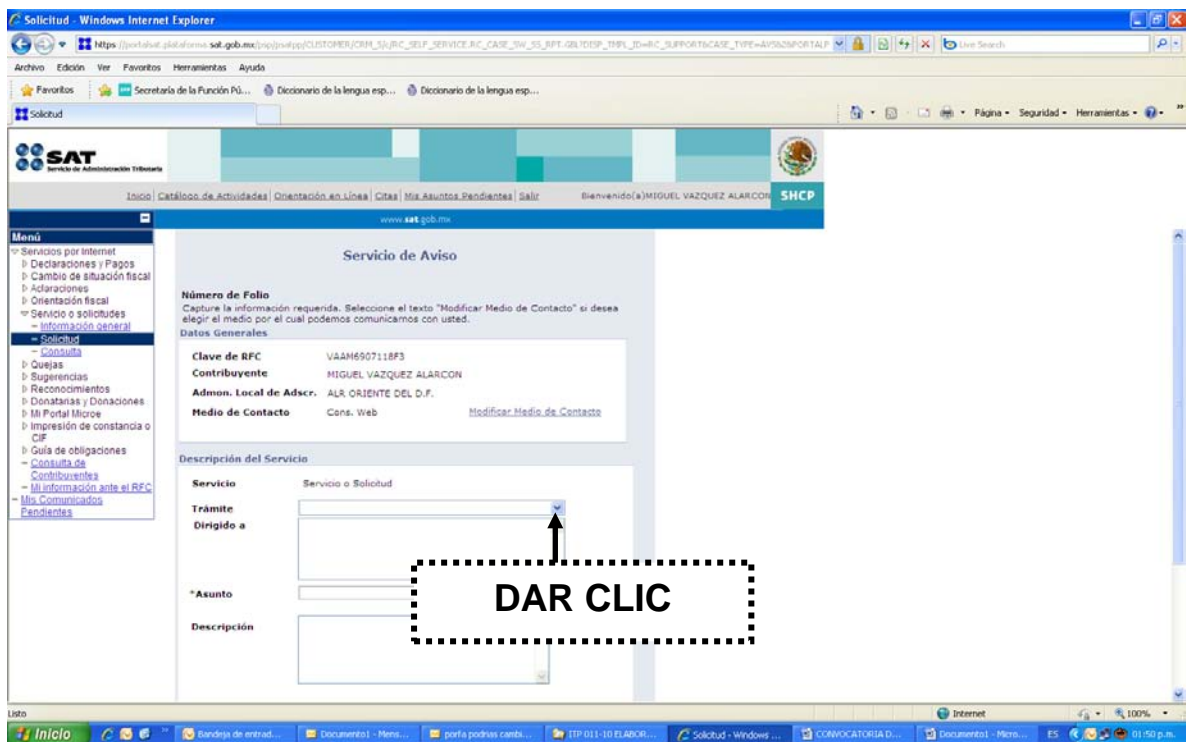 Solicitud - Windows Internet Explorer
Archivo Edición Ver Favoritos Herramientas Ayuda
Live Search
Favoritos Secretaría de la Función Pú... Diccionario de la lengua esp... Diccionario de la lengua esp...
Solicitud
Página Seguridad Herramientas
SAT
Servicio de Administración Tributaria
Inicio | Catálogo de Actividades | Orientación en Línea | Citas | Mis Asuntos Pendientes | Salir
Bienvenido(a)MIGUEL VAZQUEZ ALARCON
SHCP
www.sat.gob.mx
Menú
Servicios por Internet
Declaraciones y Pagos
Cambio de situación fiscal
Aclaraciones
Orientación fiscal
Servicio o solicitudes
Información general
Solicitud
Consulta
Quejas
Sugerencias
Reconocimientos
Donatarias y Donaciones
Mi Portal Microe
Impresión de constancia o
CIF
Guía de obligaciones
Consulta de
Contribuyentes
Mi información ante el RFC
Mis Comunicados
Pendientes
Servicio de Aviso
Número de Folio
Capture la información requerida. Seleccione el texto "Modificar Medio de Contacto" si desea
elegir el medio por el cual podemos comunicarnos con usted.
Datos Generales
Clave de RFC VAAM6907118F3
Contribuyente MIGUEL VAZQUEZ ALARCON
Admon. Local de Adscr. ALR ORIENTE DEL D.F.
Medio de Contacto Cons. Web Modificar Medio de Contacto
Descripción del Servicio
Servicio Servicio o Solicitud
Trámite
Dirigido a
*Asunto
Descripción
DAR CLIC
Listo
Internet
100%
Inicio
Bandeja de entrad...
Documento1 - Mens...
porfa podrias cambi...
ITP 011-10 ELABOR...
Solicitud - Windows ...
CONVOCATORIA D...
Documento1 - Micro...
ES
01:50 p.m.